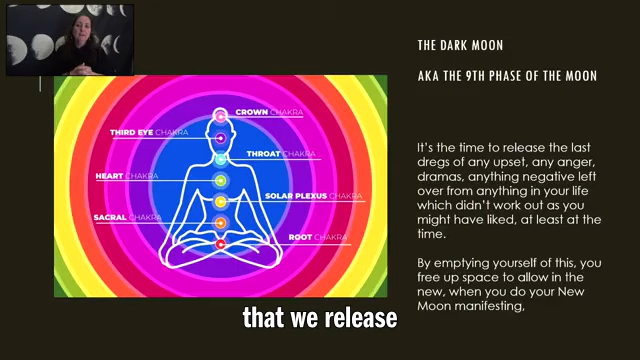 THE DARK MOON
AKA THE 9TH PHASE OF THE MOON
CROWN CHAKRA
THIRD EYE CHAKRA
THROAT CHAKRA
HEART CHAKRA
SOLAR PLEXUS CHAKRA
SACRAL CHAKRA
ROOT CHAKRA
It's the time to release the last
dregs of any upset, any anger,
dramas, anything negative left
over from anything in your life
which didn't work out as you
might have liked, at least at the
time.
By emptying yourself of this, you
free up space to allow in the
new, when you do your New
Moon manifesting,
that we release